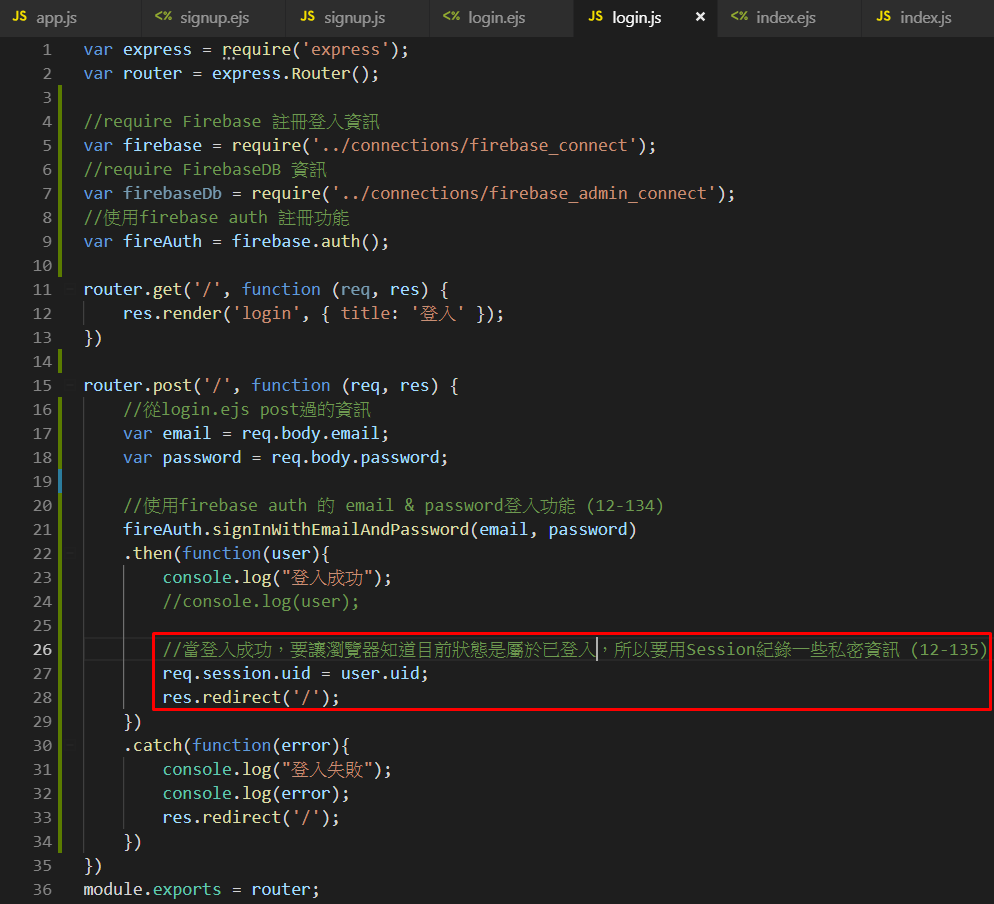 JS app.js <%> signup.ejs JS signup.js <%> login.ejs JS login.js × <%> index.ejs JS index.js
1 var express = require('express');
2 var router = express.Router();
3
4 //require Firebase 註冊登入資訊
5 var firebase = require('../connections/firebase_connect');
6 //require FirebaseDB 資訊
7 var firebaseDb = require('../connections/firebase_admin_connect');
8 //使用firebase auth 註冊功能
9 var fireAuth = firebase.auth();
10
11 router.get('/', function (req, res) {
12     res.render('login', { title: '登入' });
13 })
14
15 router.post('/', function (req, res) {
16     //從login.ejs post過的資訊
17     var email = req.body.email;
18     var password = req.body.password;
19
20     //使用firebase auth 的 email & password登入功能 (12-134)
21     fireAuth.signInWithEmailAndPassword(email, password)
22     .then(function(user){
23         console.log("登入成功");
24         //console.log(user);
25
26         //當登入成功，要讓瀏覽器知道目前狀態是屬於已登入，所以要用Session紀錄一些私密資訊 (12-135)
27         req.session.uid = user.uid;
28         res.redirect('/');
29     })
30     .catch(function(error){
31         console.log("登入失敗");
32         console.log(error);
33         res.redirect('/');
34     })
35 })
36 module.exports = router;